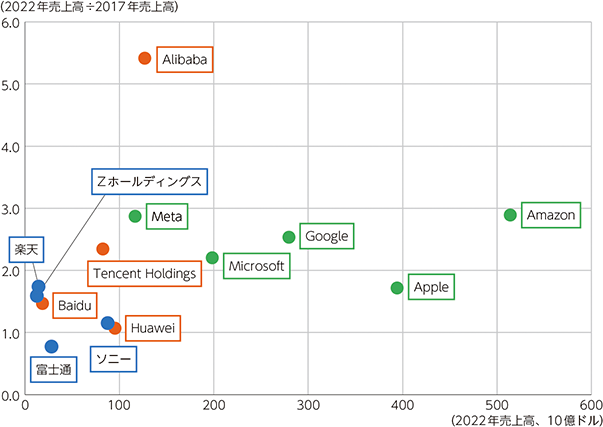 (2022年売上高÷2017年売上高)
6.0
Alibaba
5.0
4.0
Zホールディングス
3.0
Meta
Amazon
楽天
Google
Tencent Holdings
Microsoft
2.0
Apple
Baidu
Huawei
1.0
富士通
ソニー
0.0
0 100 200 300 400 500 600
(2022年売上高、10億ドル)